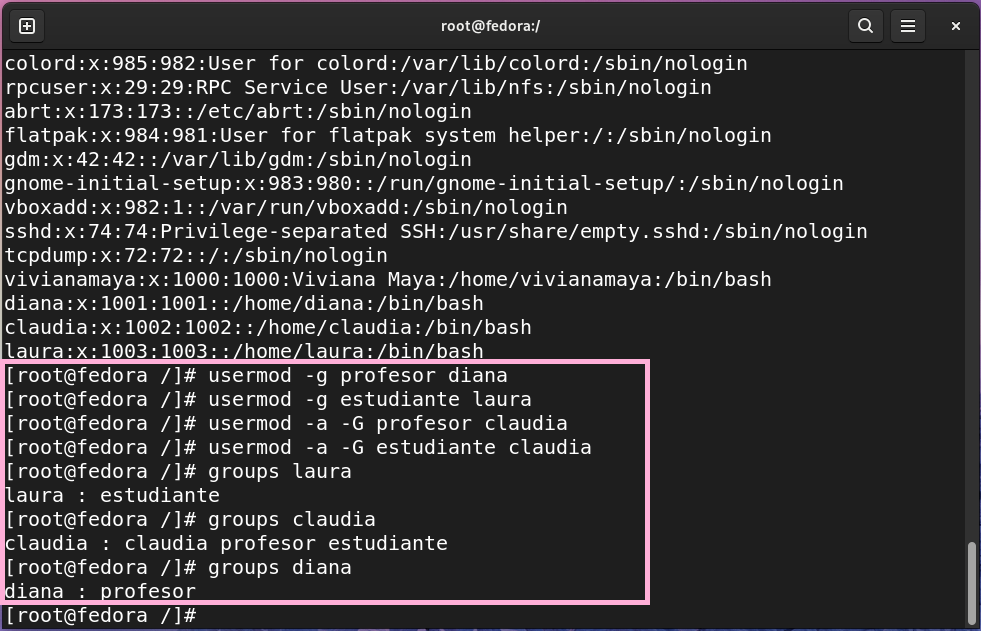 root@fedora:/
colord:x:985:982:User for colord:/var/lib/colord:/sbin/nologin
rpcuser:x:29:29:RPC Service User:/var/lib/nfs:/sbin/nologin
abrt:x:173:173::/etc/abrt:/sbin/nologin
flatpak:x:984:981:User for flatpak system helper:/:/sbin/nologin
gdm:x:42:42::/var/lib/gdm:/sbin/nologin
gnome-initial-setup:x:983:980::/run/gnome-initial-setup/:/sbin/nologin
vboxadd:x:982:1::/var/run/vboxadd:/sbin/nologin
sshd:x:74:74:Privilege-separated SSH:/usr/share/empty.sshd:/sbin/nologin
tcpdump:x:72:72::/:/sbin/nologin
vivianamaya:x:1000:1000:Viviana Maya:/home/vivianamaya:/bin/bash
diana:x:1001:1001::/home/diana:/bin/bash
claudia:x:1002:1002::/home/claudia:/bin/bash
laura:x:1003:1003::/home/laura:/bin/bash
[root@fedora /]# usermod -g profesor diana
[root@fedora /]# usermod -g estudiante laura
[root@fedora /]# usermod -a -G profesor claudia
[root@fedora /]# usermod -a -G estudiante claudia
[root@fedora /]# groups laura
laura : estudiante
[root@fedora /]# groups claudia
claudia : claudia profesor estudiante
[root@fedora /]# groups diana
diana : profesor
[root@fedora /]#